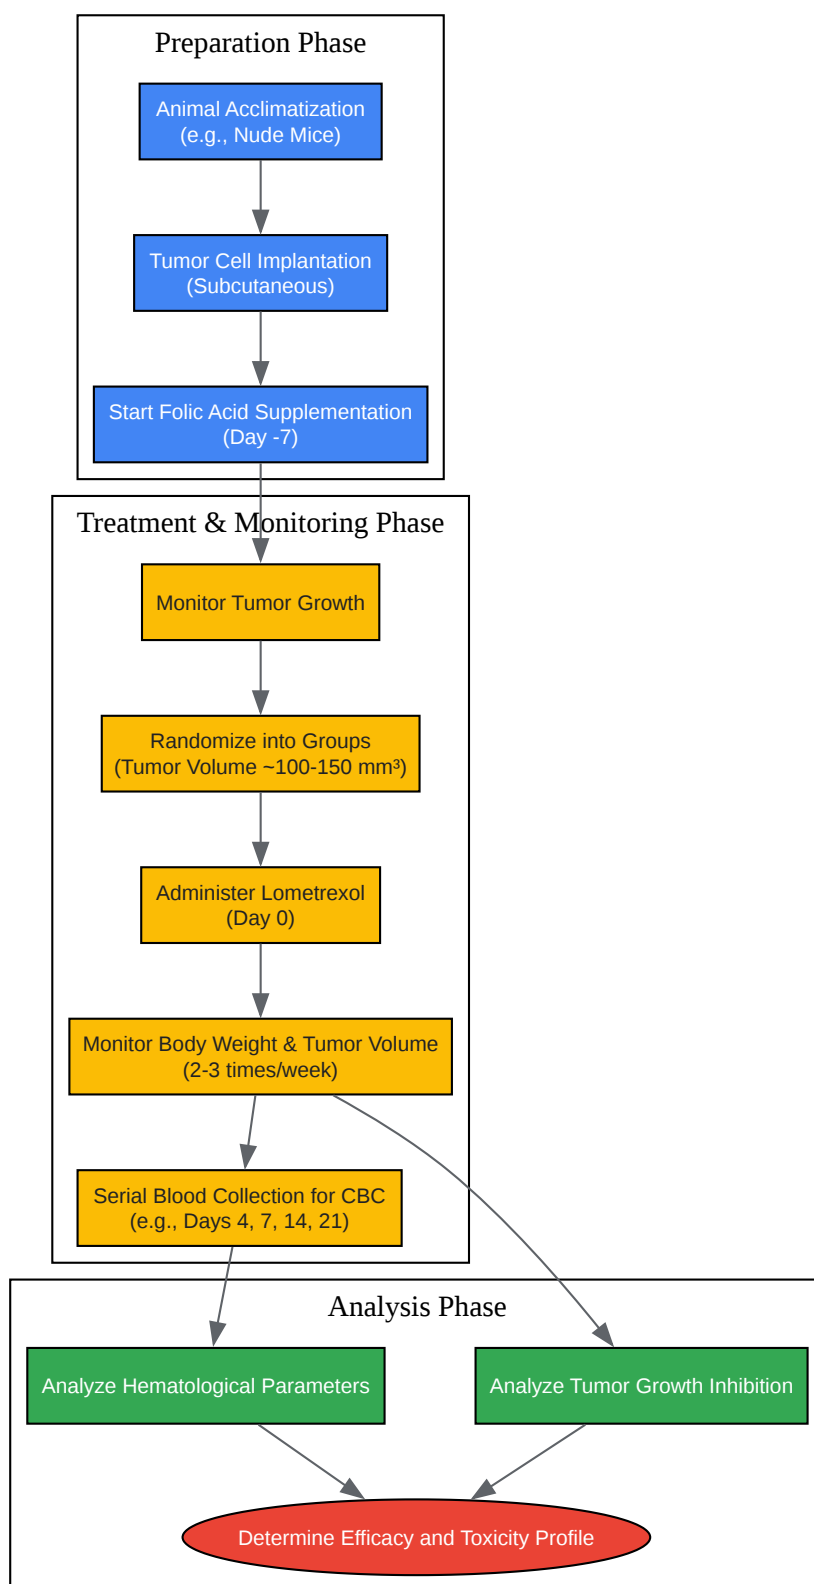 Preparation Phase
Animal Acclimatization
(e.g., Nude Mice)
Tumor Cell Implantation
(Subcutaneous)
Start Folic Acid Supplementation
(Day -7)
Treatment & Monitoring Phase
Monitor Tumor Growth
Randomize into Groups
(Tumor Volume ~100-150 mm³)
Administer Lometrexol
(Day 0)
Monitor Body Weight & Tumor Volume
(2-3 times/week)
Serial Blood Collection for CBC
(e.g., Days 4, 7, 14, 21)
Analysis Phase
Analyze Hematological Parameters
Analyze Tumor Growth Inhibition
Determine Efficacy and Toxicity Profile